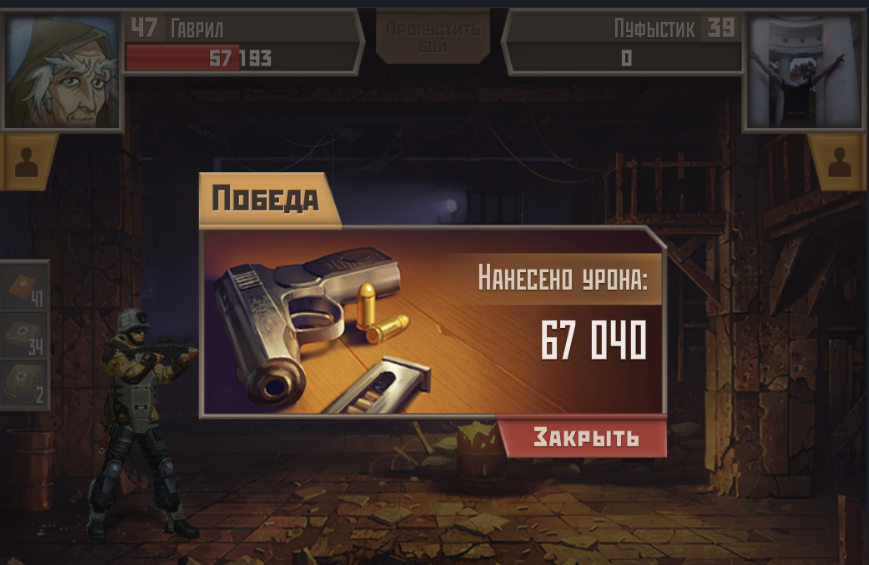 47 Гаврил
57 193
Пропустить
бой
Пуфыстик 39
0
Победа
Нанесено урона:
67 040
41
34
2
Закрыть